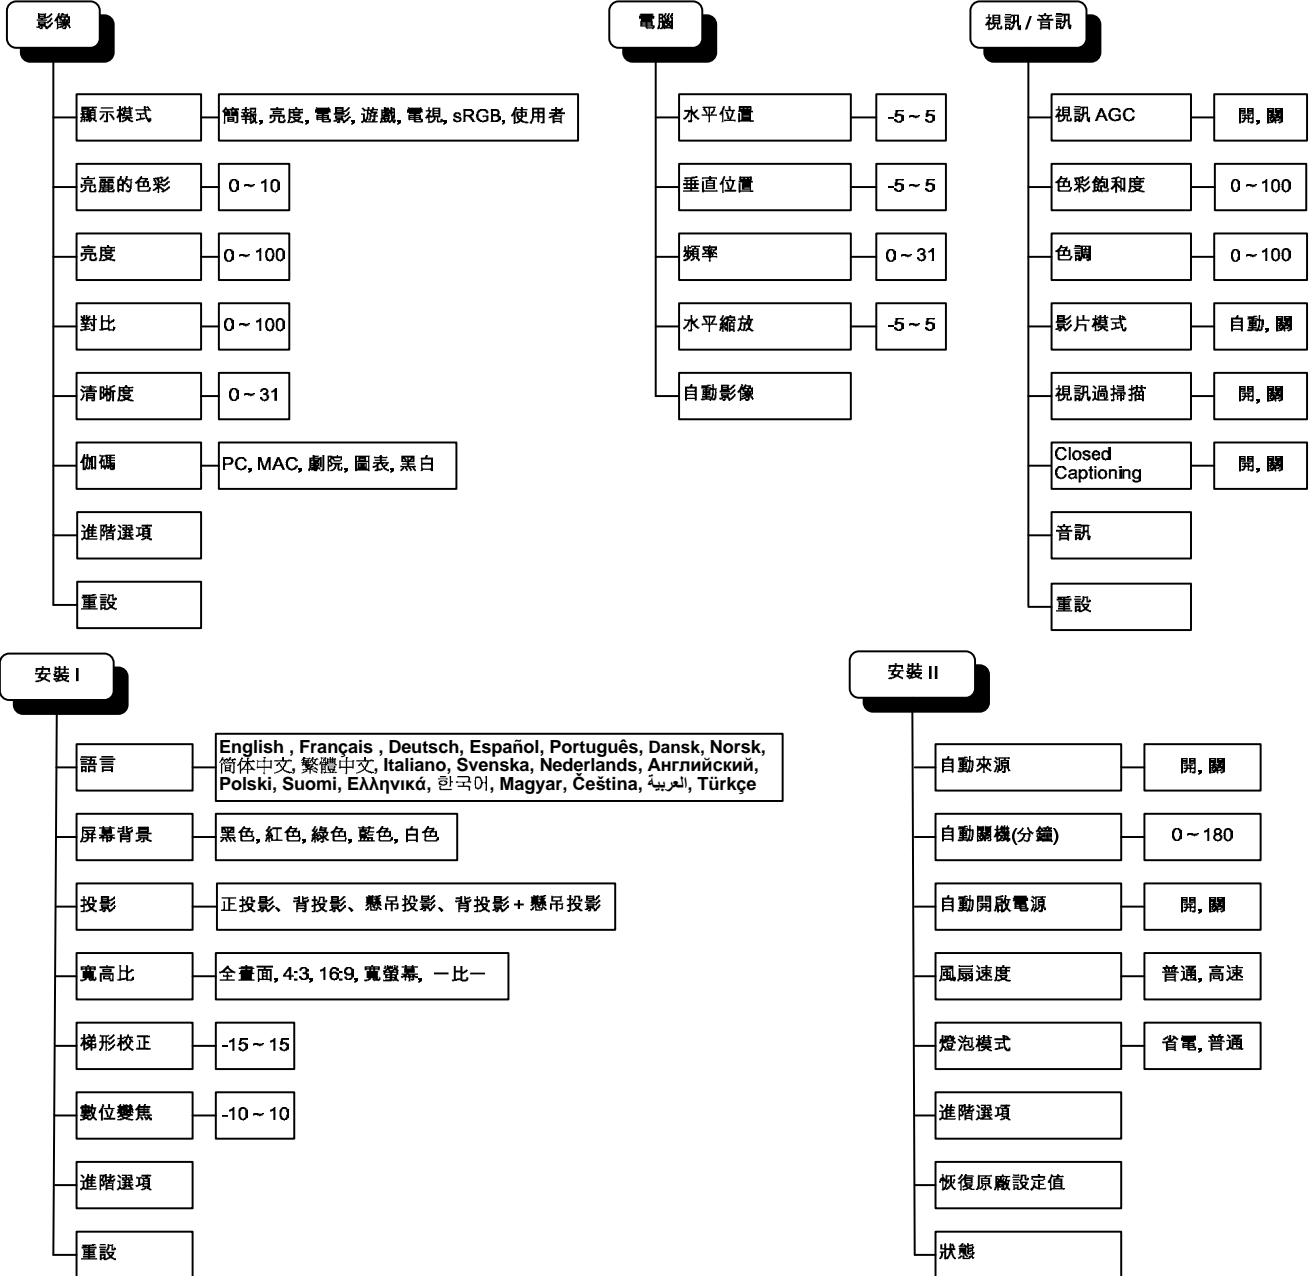 影像
顯示模式
簡報, 亮度, 電影, 遊戲, 電視, sRGB, 使用者
亮麗的色彩
0 ~ 10
亮度
0 ~ 100
對比
0 ~ 100
清晰度
0 ~ 31
伽碼
PC, MAC, 劇院, 圖表, 黑白
進階選項
重設
電腦
水平位置
-5 ~ 5
垂直位置
-5 ~ 5
頻率
0 ~ 31
水平縮放
-5 ~ 5
自動影像
視訊 / 音訊
視訊 AGC
開, 關
色彩飽和度
0 ~ 100
色調
0 ~ 100
影片模式
自動, 關
視訊過掃描
開, 關
Closed
Captioning
開, 關
音訊
重設
安裝 I
語言
English , Français , Deutsch, Español, Português, Dansk, Norsk,
简体中文, 繁體中文, Italiano, Svenska, Nederlands, Английский,
Polski, Suomi, Ελληνικά, 한국어, Magyar, Čeština, العربية, Türkçe
屏幕背景
黑色, 紅色, 綠色, 藍色, 白色
投影
正投影、背投影、懸吊投影、背投影 + 懸吊投影
寬高比
全畫面, 4:3, 16:9, 寬螢幕, 一比一
梯形校正
-15 ~ 15
數位變焦
-10 ~ 10
進階選項
重設
安裝 II
自動來源
開, 關
自動關機(分鐘)
0 ~ 180
自動開啟電源
開, 關
風扇速度
普通, 高速
燈泡模式
省電, 普通
進階選項
恢復原廠設定值
狀態